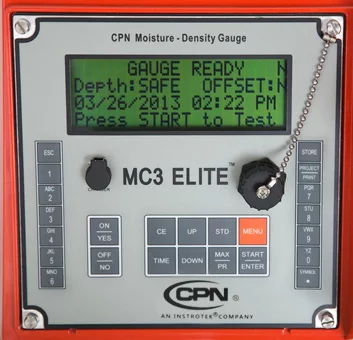 CPN Moisture - Density Gauge
GAUGE READY N
Depth:SAFE OFFSET:N
03/26/2013 02:22 PM
Press START to Test
MC3 ELITE™
ESC
1
ABC
2
DEF
3
GHI
4
JKL
5
MNO
6
ON
YES
OFF
NO
CE
UP
STD
MENU
TIME
DOWN
MAX
PR
START
ENTER
STORE
PROJECT
PRINT
PQR
7
STU
8
VWX
9
YZ
0
SYMBOL
CPN®
AN INSTROTEK® COMPANY